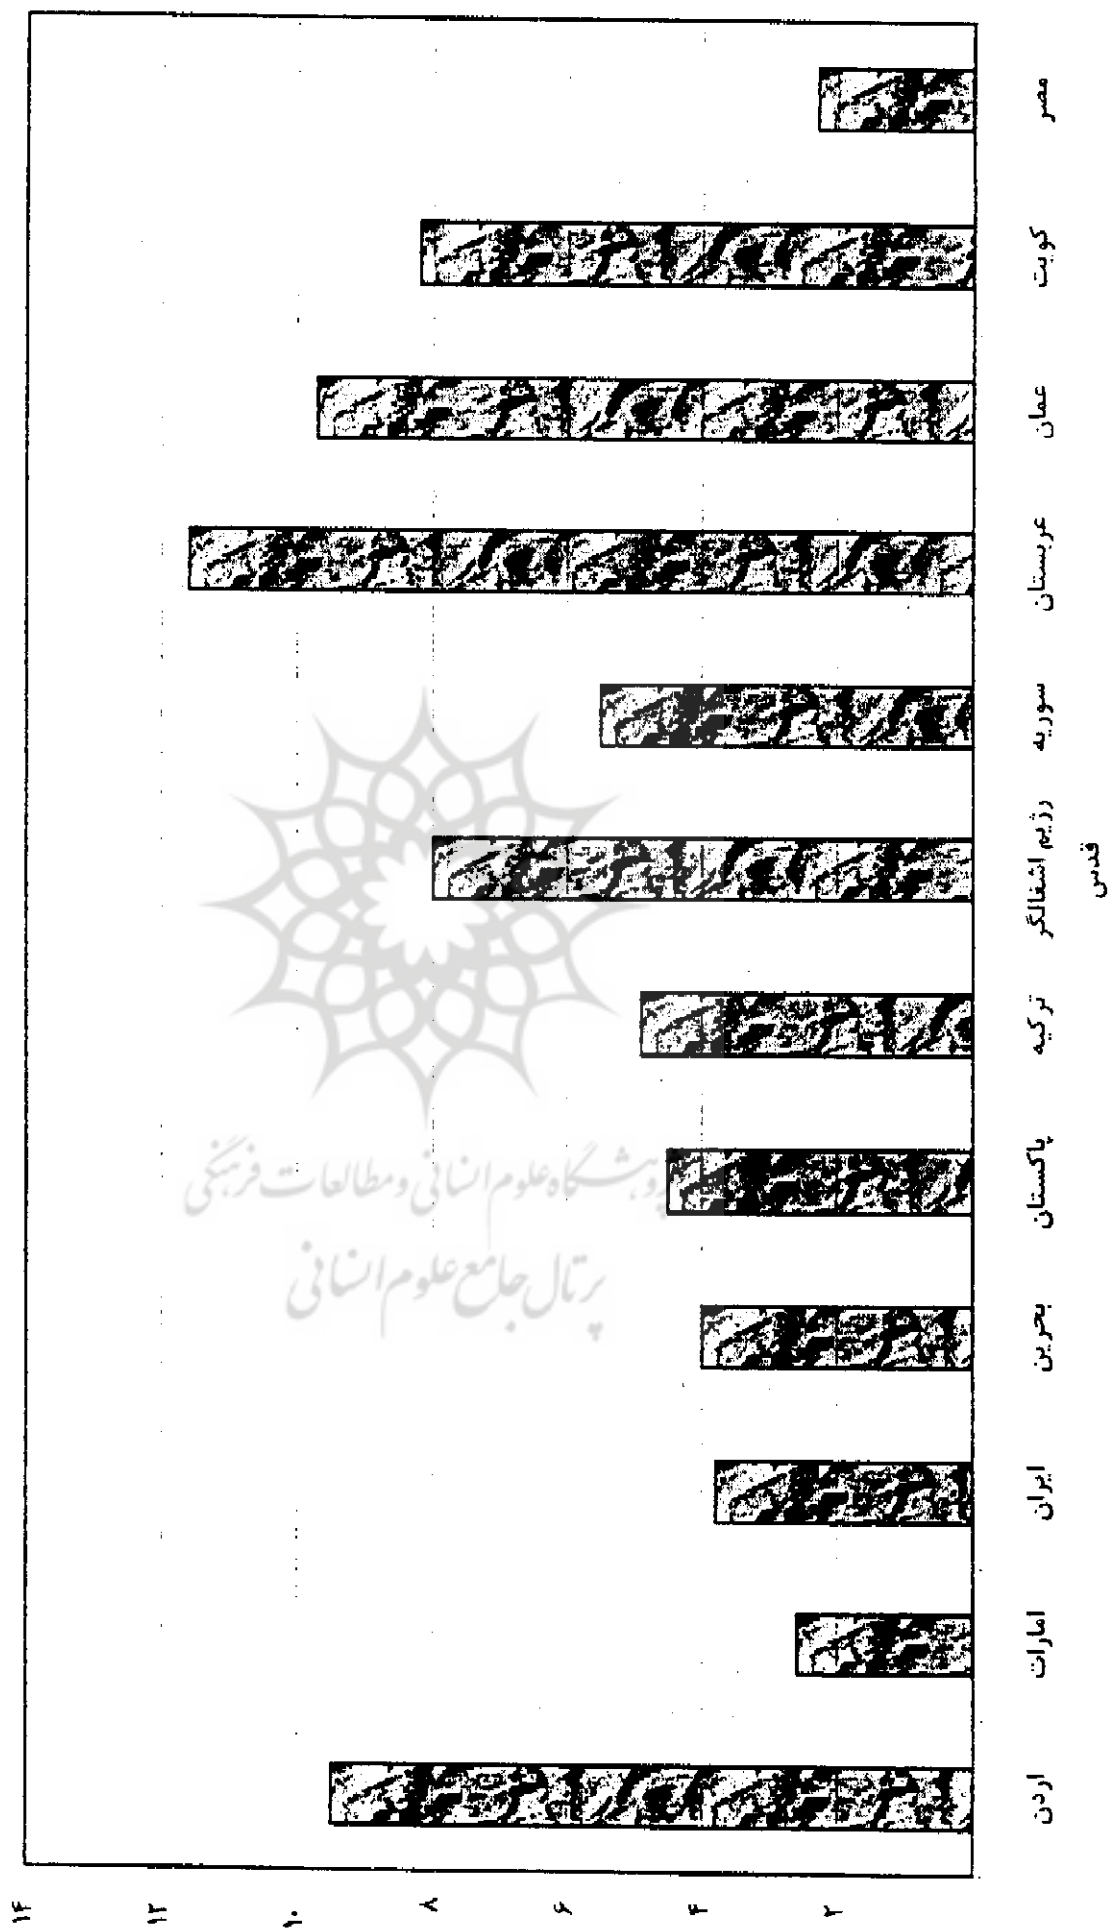 ۱۴
۱۲
۱۰
۸
۶
۴
۲
اردن
امارات
ایران
بحرین
پاکستان
ترکیه
رژیم اشغالگر
قدس
سوریه
عربستان
عمان
کویت
مصر
پژوهشگاه علوم انسانی و مطالعات فرهنگی
پرتال جامع علوم انسانی